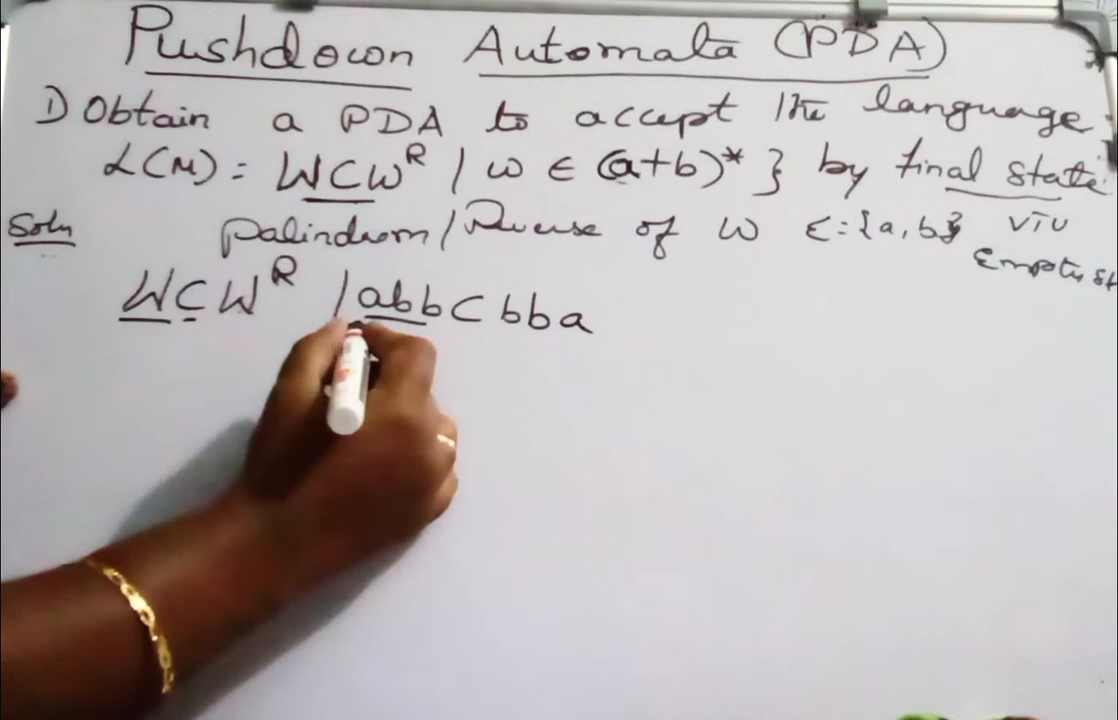 Pushdown Automata (PDA)
1) Obtain a PDA to accept the language
L(M) = WCW^R / w ∈ (a+b)* } by final state
Soln palindrom/Reverse of w Σ={a,b} via
Empty st
WCW^R / abbCbba